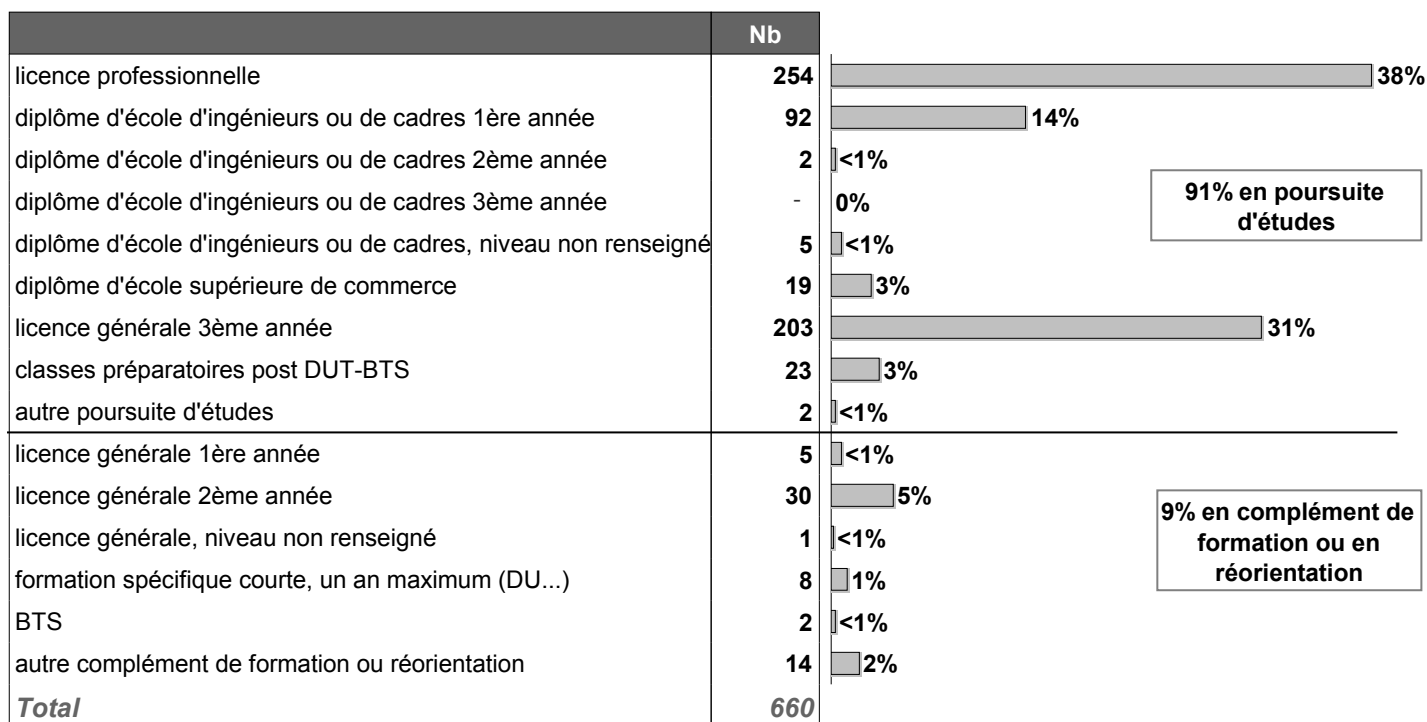 Nb
licence professionnelle 254 38%
diplôme d'école d'ingénieurs ou de cadres 1ère année 92 14%
diplôme d'école d'ingénieurs ou de cadres 2ème année 2 <1%
diplôme d'école d'ingénieurs ou de cadres 3ème année - 0%
diplôme d'école d'ingénieurs ou de cadres, niveau non renseigné 5 <1%
diplôme d'école supérieure de commerce 19 3%
licence générale 3ème année 203 31%
classes préparatoires post DUT-BTS 23 3%
autre poursuite d'études 2 <1%
91% en poursuite
d'études
licence générale 1ère année 5 <1%
licence générale 2ème année 30 5%
licence générale, niveau non renseigné 1 <1%
formation spécifique courte, un an maximum (DU...) 8 1%
BTS 2 <1%
autre complément de formation ou réorientation 14 2%
9% en complément de
formation ou en
réorientation
Total 660